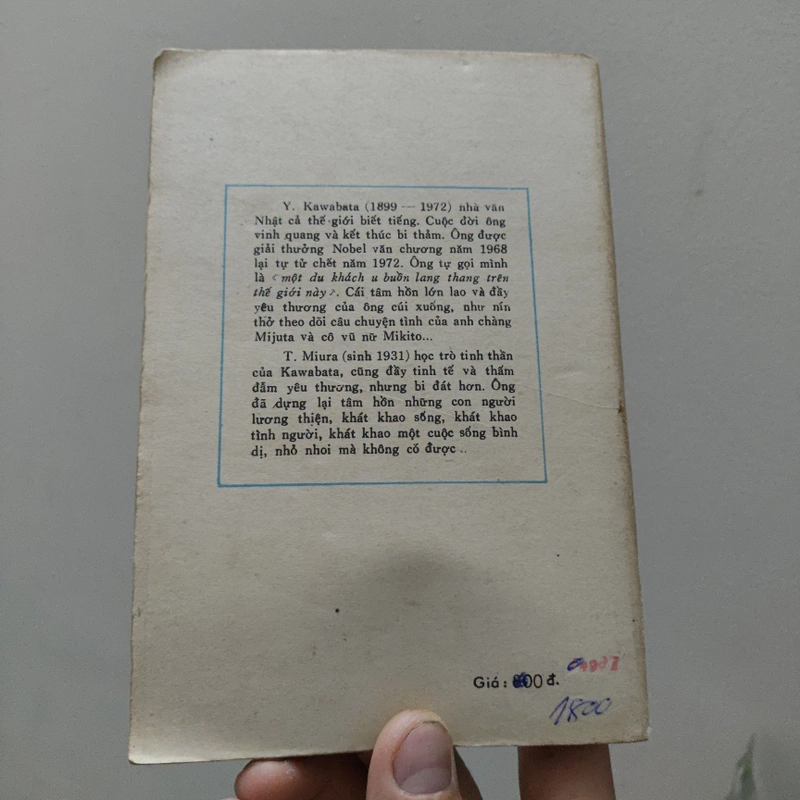 Y. Kawabata (1899 — 1972) nhà văn
Nhật cả thế giới biết tiếng. Cuộc đời ông
vinh quang và kết thúc bi thảm. Ông được
giải thưởng Nobel văn chương năm 1968
lại tự tử chết năm 1972. Ông tự gọi mình
là «một du khách u buồn lang thang trên
thế giới này». Cái tâm hồn lớn lao và đầy
yêu thương của ông cúi xuống, như nín
thở theo dõi câu chuyện tình của anh chàng
Mijuta và cô vũ nữ Mikito...
T. Miura (sinh 1931) học trò tinh thần
của Kawabata, cũng đầy tinh tế và thấm
đẫm yêu thương, nhưng bi đát hơn. Ông
đã dựng lại tâm hồn những con người
lương thiện, khát khao sống, khát khao
tình người, khát khao một cuộc sống bình
dị, nhỏ nhoi mà không có được ..
Giá : 00 đ.
1800